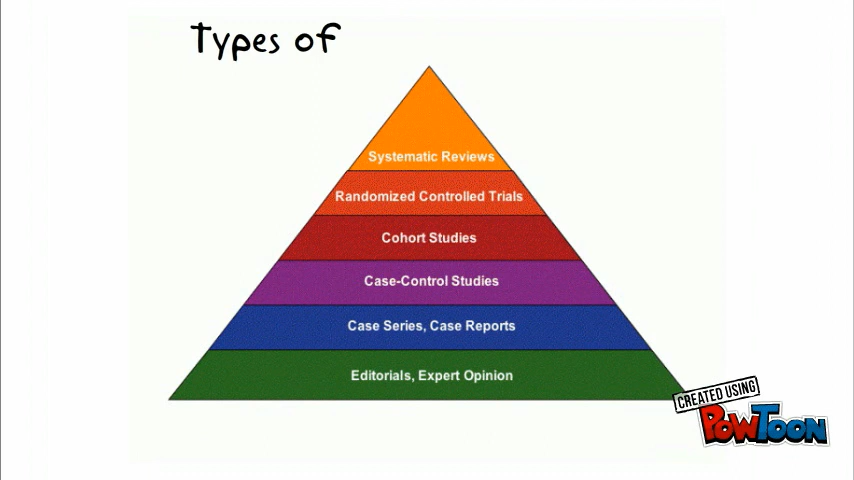 Types of
Systematic Reviews
Randomized Controlled Trials
Cohort Studies
Case-Control Studies
Case Series, Case Reports
Editorials, Expert Opinion
CREATED USING
POWTOON